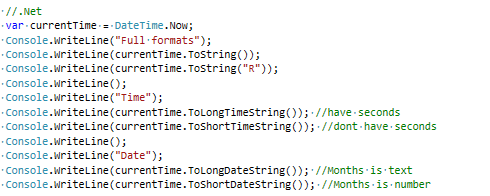 //.Net
var currentTime = DateTime.Now;
Console.WriteLine("Full formats");
Console.WriteLine(currentTime.ToString());
Console.WriteLine(currentTime.ToString("R"));
Console.WriteLine();
Console.WriteLine("Time");
Console.WriteLine(currentTime.ToLongTimeString()); //have seconds
Console.WriteLine(currentTime.ToShortTimeString()); //dont have seconds
Console.WriteLine();
Console.WriteLine("Date");
Console.WriteLine(currentTime.ToLongDateString()); //Months is text
Console.WriteLine(currentTime.ToShortDateString()); //Months is number